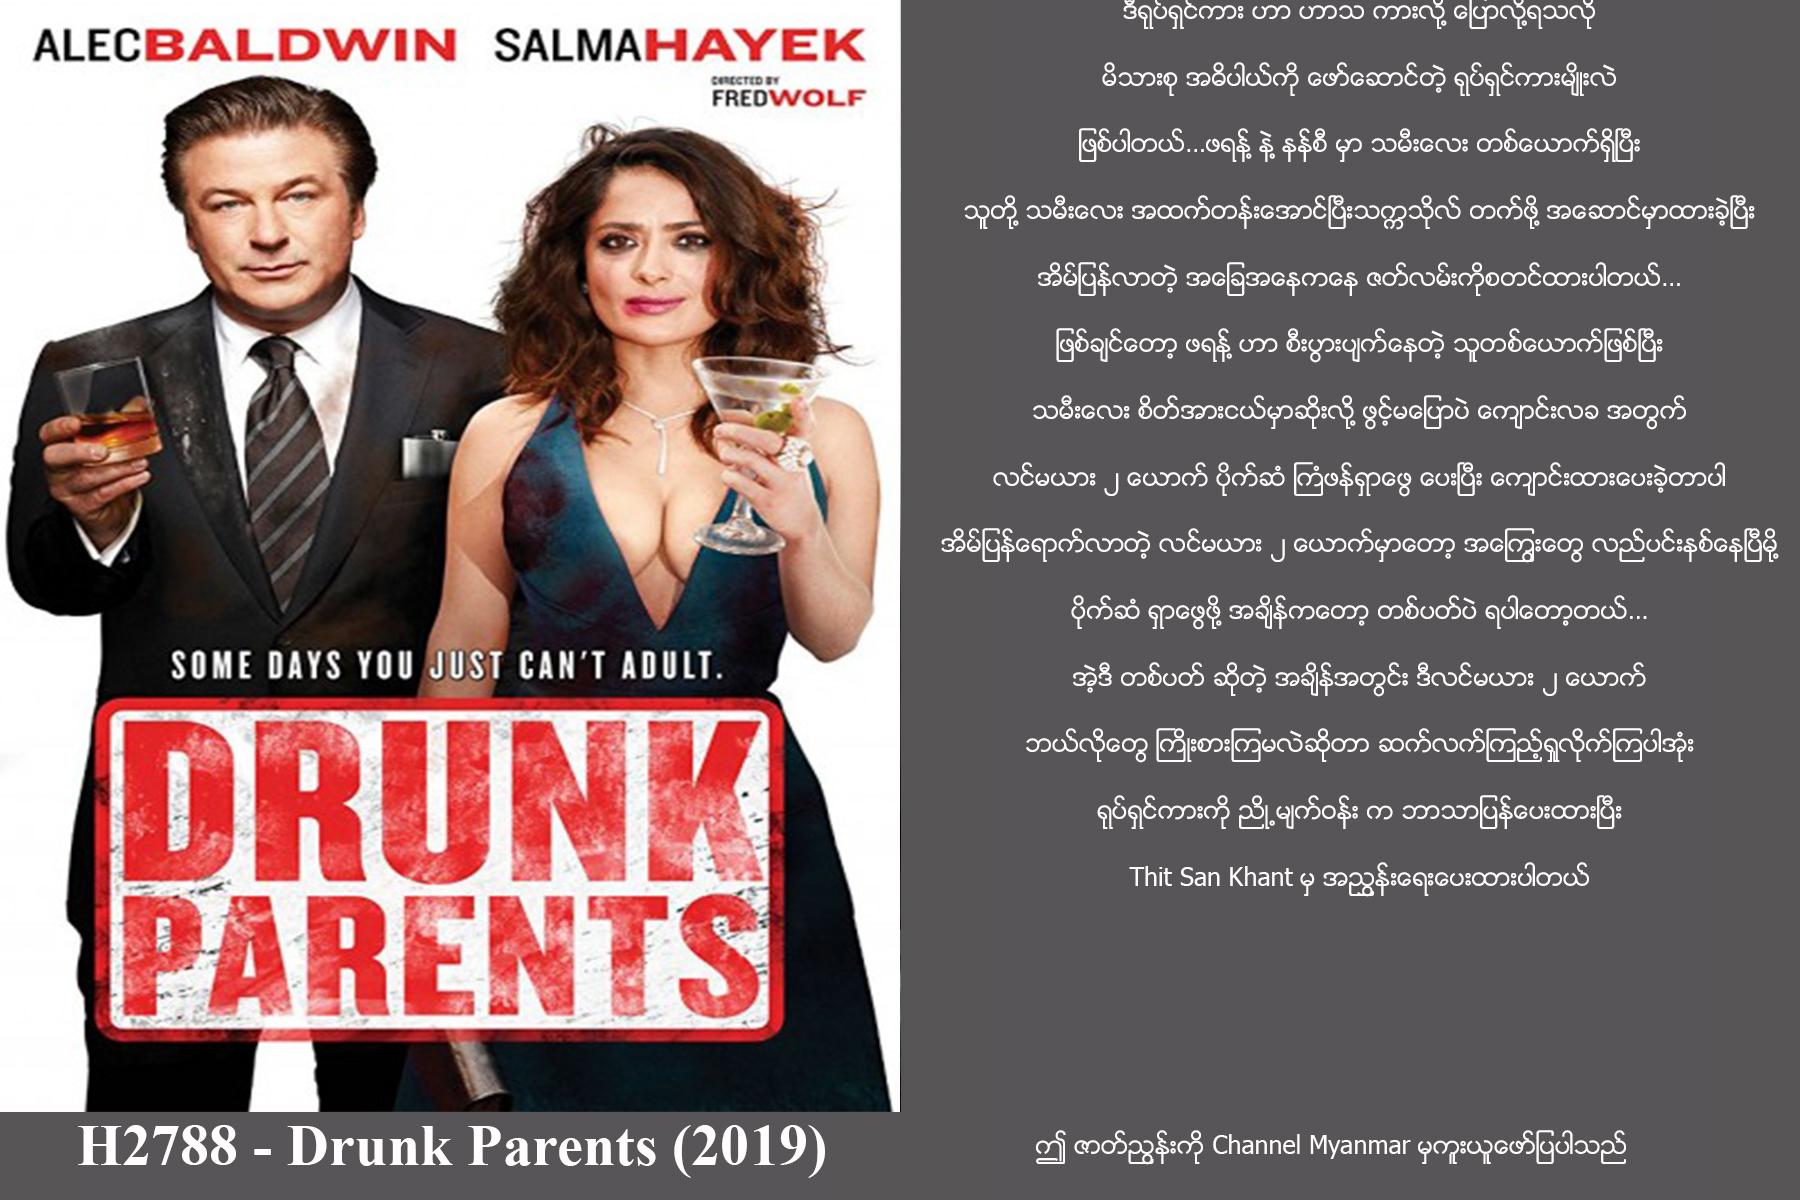 ALECBALDWIN SALMAHAYEK
DIRECTED BY
FREDWOLF
SOME DAYS YOU JUST CAN'T ADULT.
DRUNK
PARENTS
H2788 - Drunk Parents (2019)
ဒီရုပ်ရှင်ကား ဟာ ဟာသ ကားလို့ ပြောလို့ရသလို
မိသားစု အဓိပါယ်ကို ဖော်ဆောင်တဲ့ ရုပ်ရှင်ကားမျိုးလဲ
ဖြစ်ပါတယ်...ဖရန့် နဲ့ နန်စီ မှာ သမီးလေး တစ်ယောက်ရှိပြီး
သူတို့ သမီးလေး အထက်တန်းအောင်ပြီးသက္ကသိုလ် တက်ဖို့ အဆောင်မှာထားခဲ့ပြီး
အိမ်ပြန်လာတဲ့ အခြေအနေကနေ ဇတ်လမ်းကိုစတင်ထားပါတယ်...
ဖြစ်ချင်တော့ ဖရန့် ဟာ စီးပွားပျက်နေတဲ့ သူတစ်ယောက်ဖြစ်ပြီး
သမီးလေး စိတ်အားငယ်မှာဆိုးလို့ ဖွင့်မပြောပဲ ကျောင်းလခ အတွက်
လင်မယား ၂ ယောက် ပိုက်ဆံ ကြံဖန်ရှာဖွေ ပေးပြီး ကျောင်းထားပေးခဲ့တာပါ
အိမ်ပြန်ရောက်လာတဲ့ လင်မယား ၂ ယောက်မှာတော့ အကြွေးတွေ လည်ပင်းနစ်နေပြီမို့
ပိုက်ဆံ ရှာဖွေဖို့ အချိန်ကတော့ တစ်ပတ်ပဲ ရပါတော့တယ်...
အဲ့ဒီ တစ်ပတ် ဆိုတဲ့ အချိန်အတွင်း ဒီလင်မယား ၂ ယောက်
ဘယ်လိုတွေ ကြိုးစားကြမလဲဆိုတာ ဆက်လက်ကြည့်ရှုလိုက်ကြပါအုံး
ရုပ်ရှင်ကားကို ညို့မျက်ဝန်း က ဘာသာပြန်ပေးထားပြီး
Thit San Khant မှ အညွှန်းရေးပေးထားပါတယ်
ဤ ဇာတ်ညွှန်းကို Channel Myanmar မှကူးယူဖော်ပြပါသည်